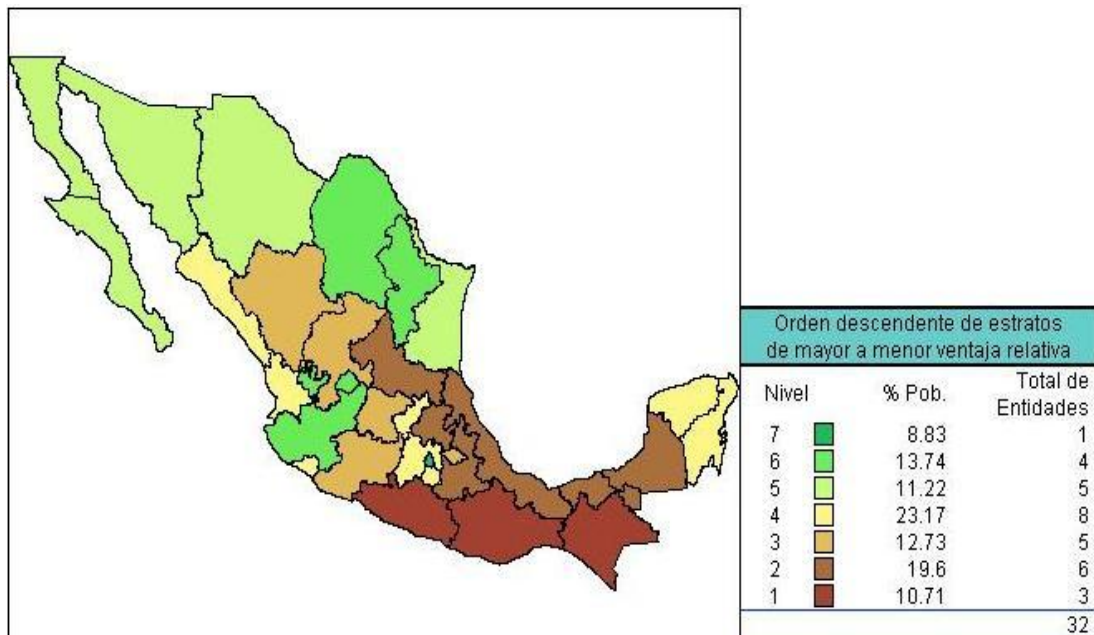 Orden descendente de estratos
de mayor a menor ventaja relativa
Nivel % Pob. Total de
Entidades
7 8.83 1
6 13.74 4
5 11.22 5
4 23.17 8
3 12.73 5
2 19.6 6
1 10.71 3
32